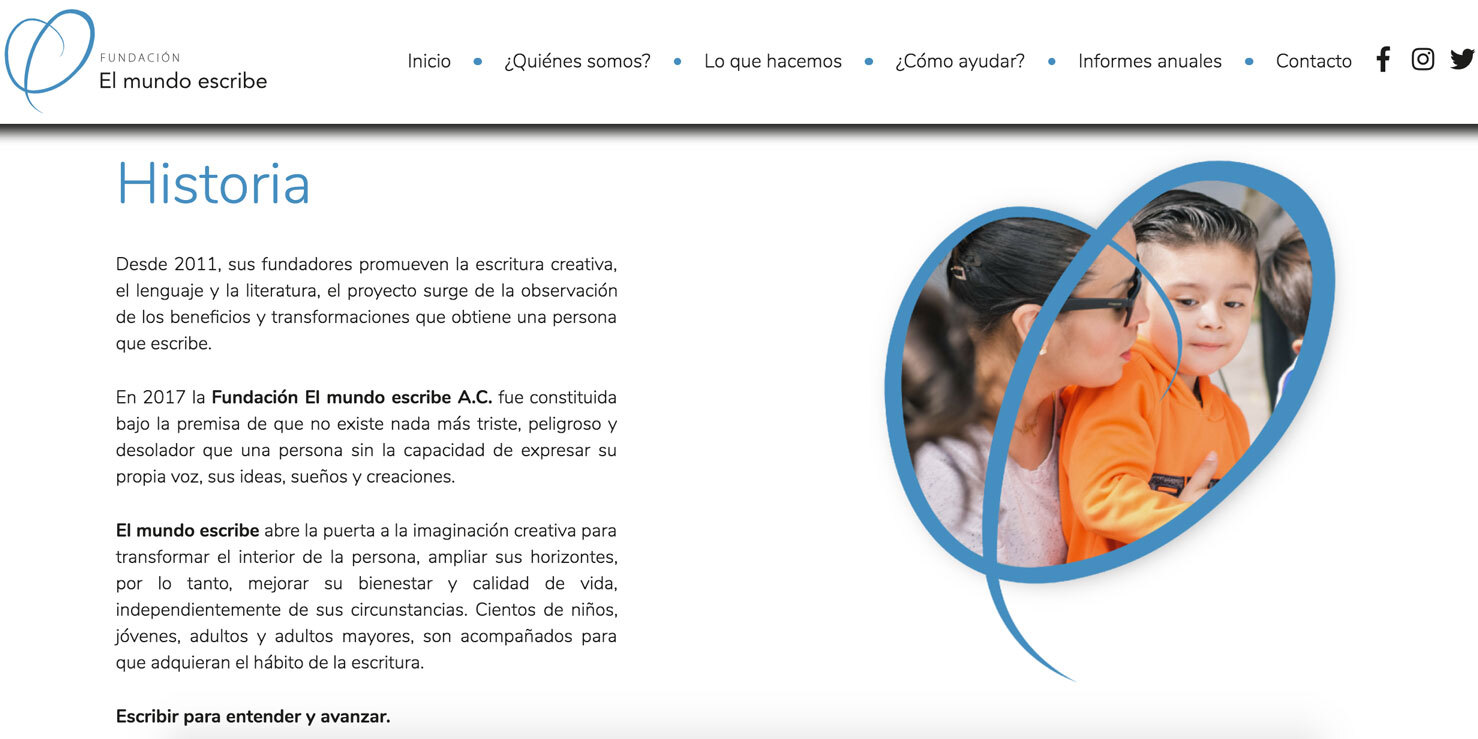 FUNDACIÓN
El mundo escribe
Inicio • ¿Quiénes somos? • Lo que hacemos • ¿Cómo ayudar? • Informes anuales • Contacto
Historia
Desde 2011, sus fundadores promueven la escritura creativa,
el lenguaje y la literatura, el proyecto surge de la observación
de los beneficios y transformaciones que obtiene una persona
que escribe.
En 2017 la Fundación El mundo escribe A.C. fue constituida
bajo la premisa de que no existe nada más triste, peligroso y
desolador que una persona sin la capacidad de expresar su
propia voz, sus ideas, sueños y creaciones.
El mundo escribe abre la puerta a la imaginación creativa para
transformar el interior de la persona, ampliar sus horizontes,
por lo tanto, mejorar su bienestar y calidad de vida,
independientemente de sus circunstancias. Cientos de niños,
jóvenes, adultos y adultos mayores, son acompañados para
que adquieran el hábito de la escritura.
Escribir para entender y avanzar.